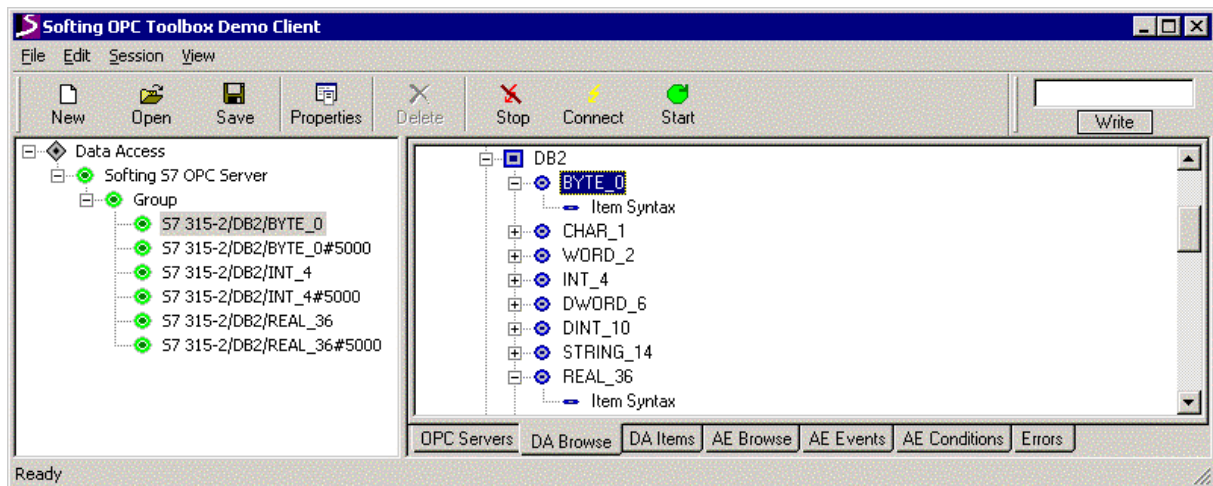 Softing OPC Toolbox Demo Client
File Edit Session View
New Open Save Properties Delete Stop Connect Start Write
Data Access
Softing S7 OPC Server
Group
S7 315-2/DB2/BYTE_0
S7 315-2/DB2/BYTE_0#5000
S7 315-2/DB2/INT_4
S7 315-2/DB2/INT_4#5000
S7 315-2/DB2/REAL_36
S7 315-2/DB2/REAL_36#5000
DB2
BYTE_0
Item Syntax
CHAR_1
WORD_2
INT_4
DWORD_6
DINT_10
STRING_14
REAL_36
Item Syntax
OPC Servers DA Browse DA Items AE Browse AE Events AE Conditions Errors
Ready